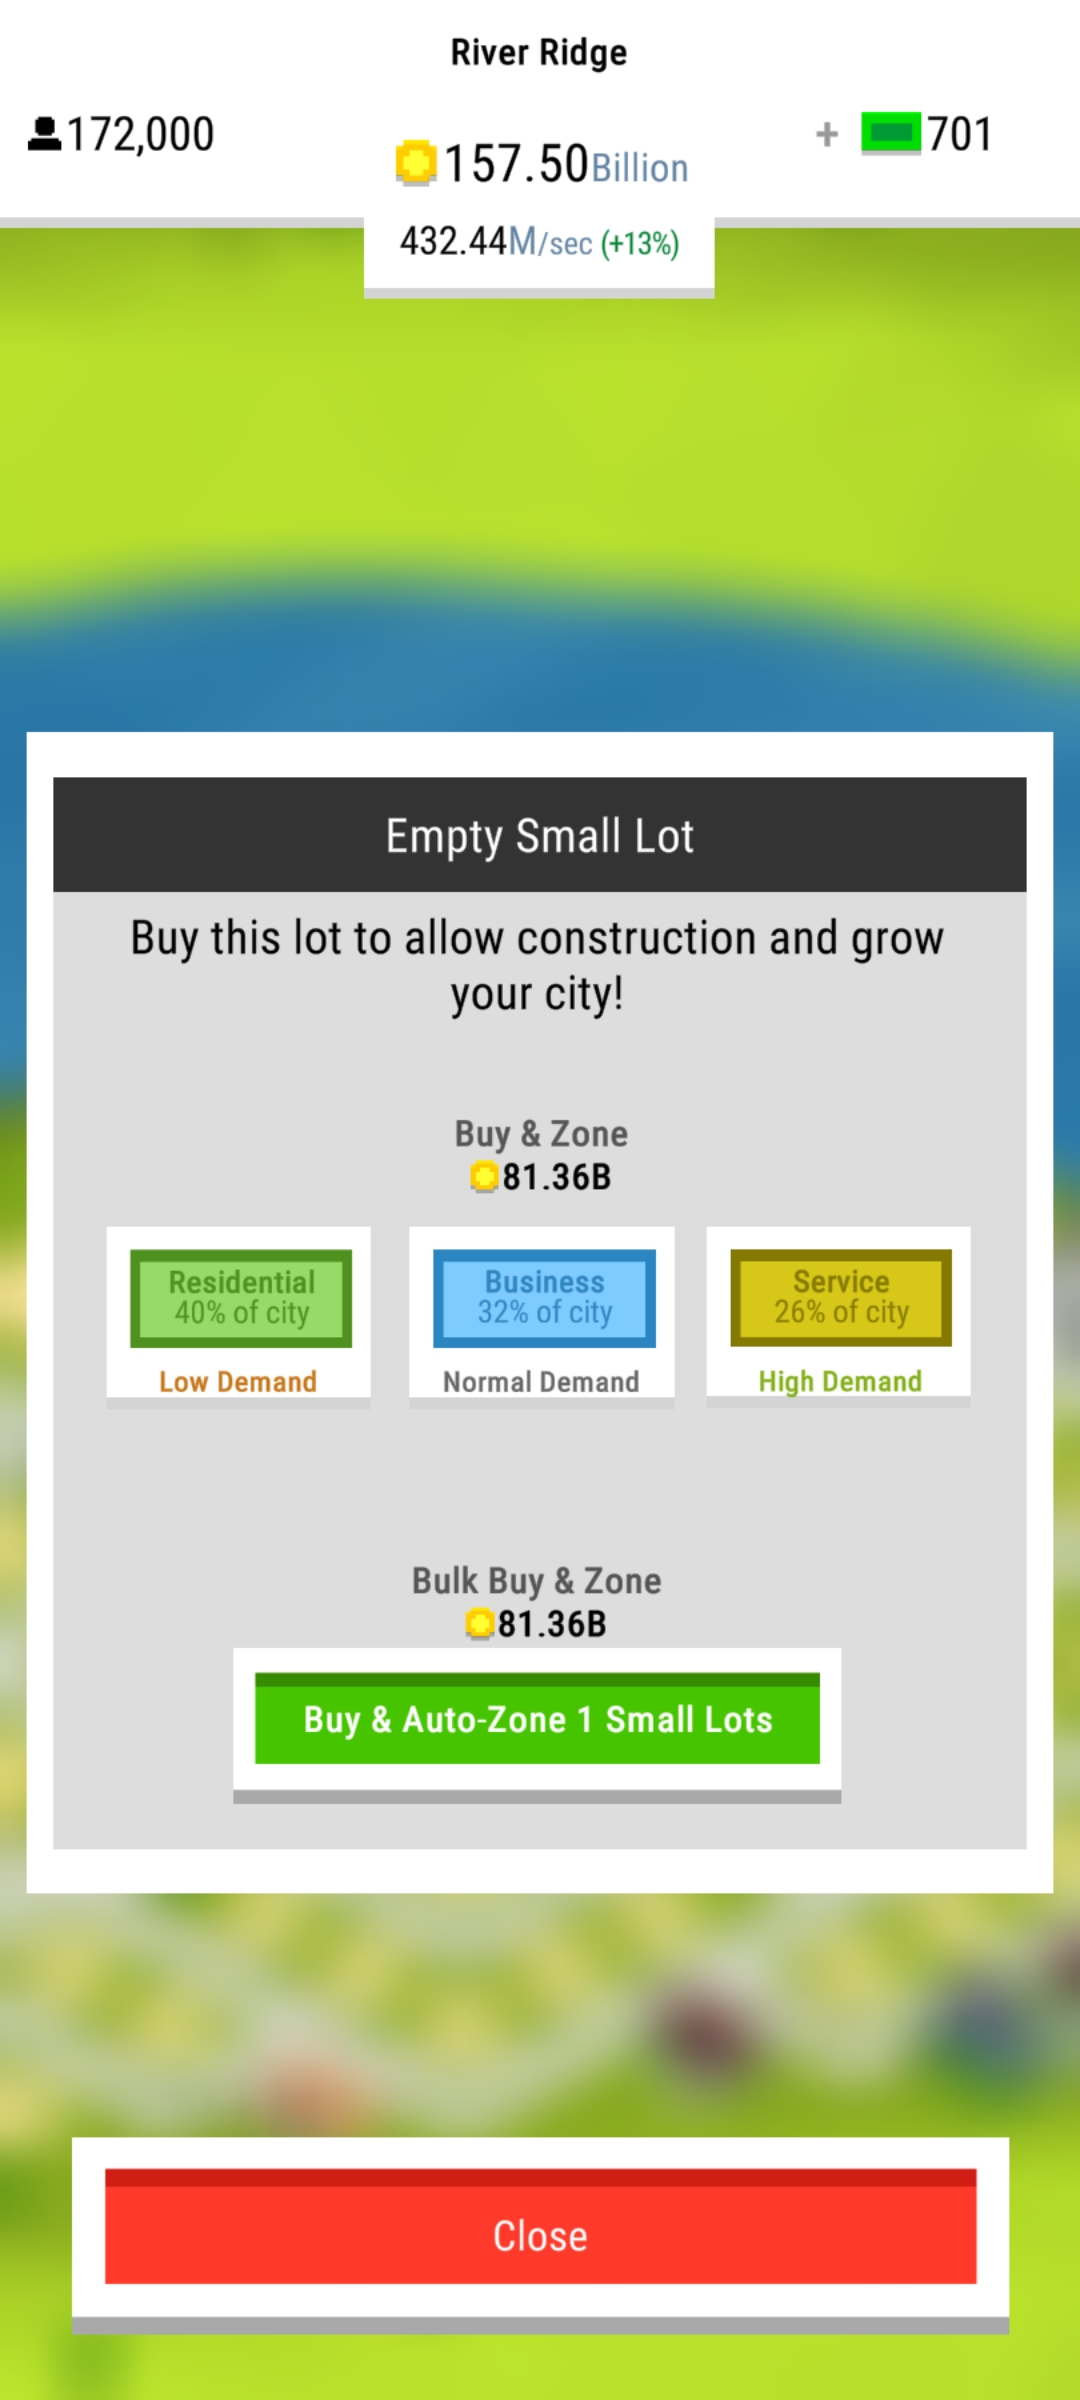 River Ridge
172,000
157.50Billion
+ 701
432.44M/sec (+13%)
Empty Small Lot
Buy this lot to allow construction and grow
your city!
Buy & Zone
81.36B
Residential
40% of city
Low Demand
Business
32% of city
Normal Demand
Service
26% of city
High Demand
Bulk Buy & Zone
81.36B
Buy & Auto-Zone 1 Small Lots
Close